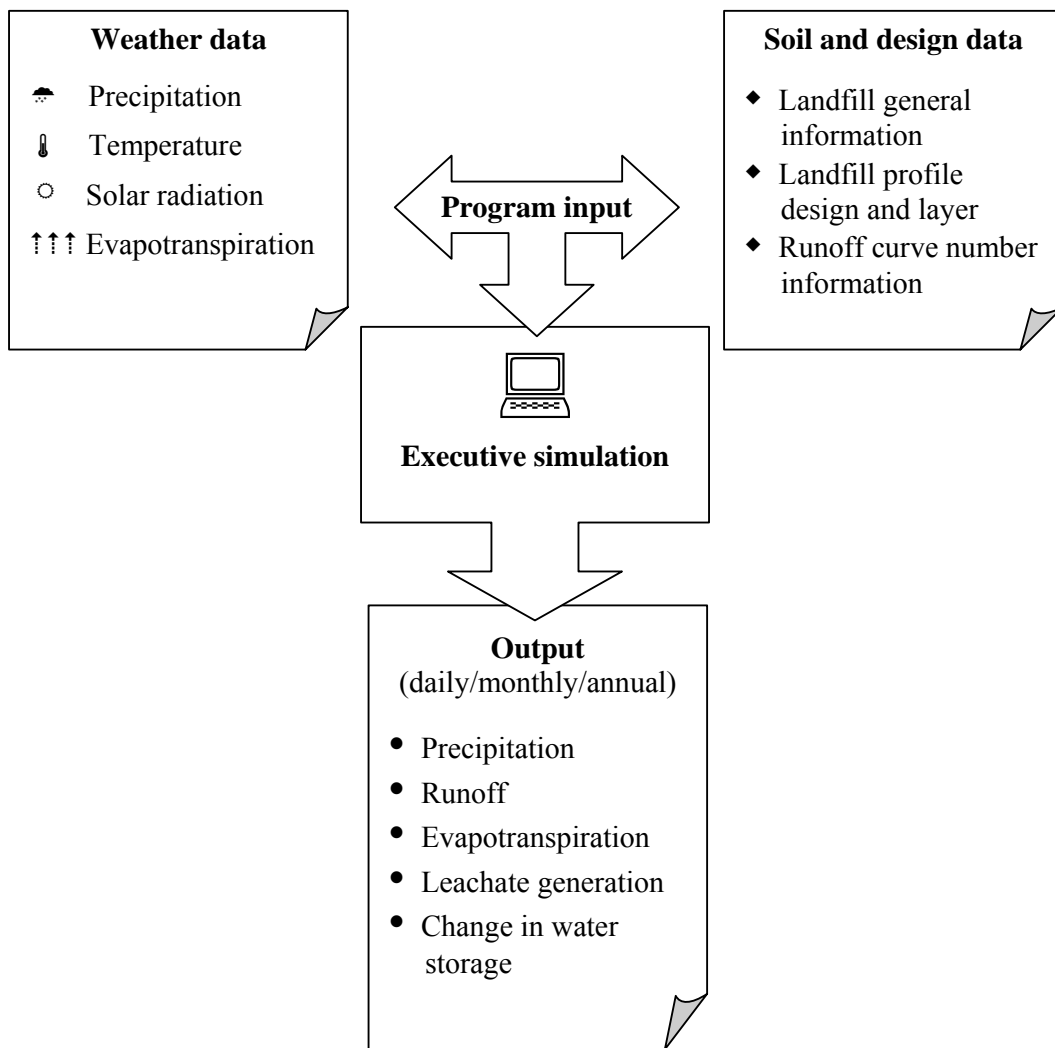 Weather data
Precipitation
Temperature
Solar radiation
Evapotranspiration
Soil and design data
Landfill general
information
Landfill profile
design and layer
Runoff curve number
information
Program input
Executive simulation
Output
(daily/monthly/annual)
Precipitation
Runoff
Evapotranspiration
Leachate generation
Change in water
storage